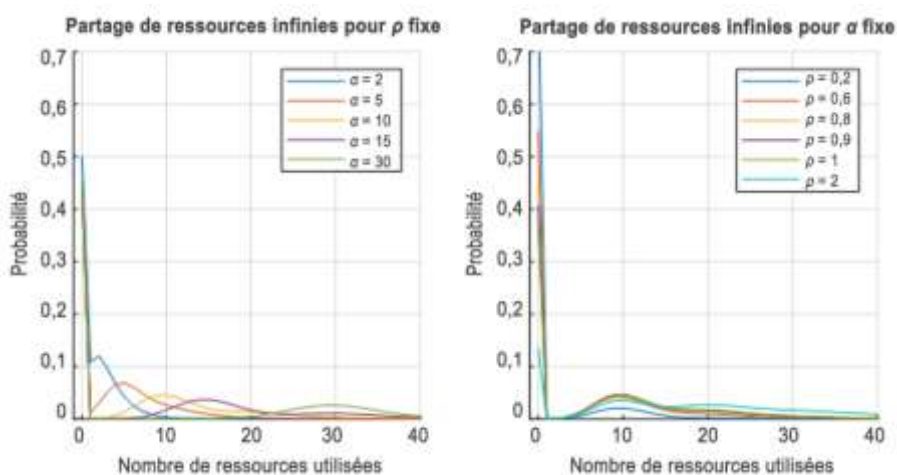 Partage de ressources infinies pour ρ fixe
0,7
0,6
0,5
0,4
0,3
0,2
0,1
0
Probabilité
α = 2
α = 5
α = 10
α = 15
α = 30
0 10 20 30 40
Nombre de ressources utilisées
Partage de ressources infinies pour α fixe
0,7
0,6
0,5
0,4
0,3
0,2
0,1
0
Probabilité
ρ = 0,2
ρ = 0,6
ρ = 0,8
ρ = 0,9
ρ = 1
ρ = 2
0 10 20 30 40
Nombre de ressources utilisées